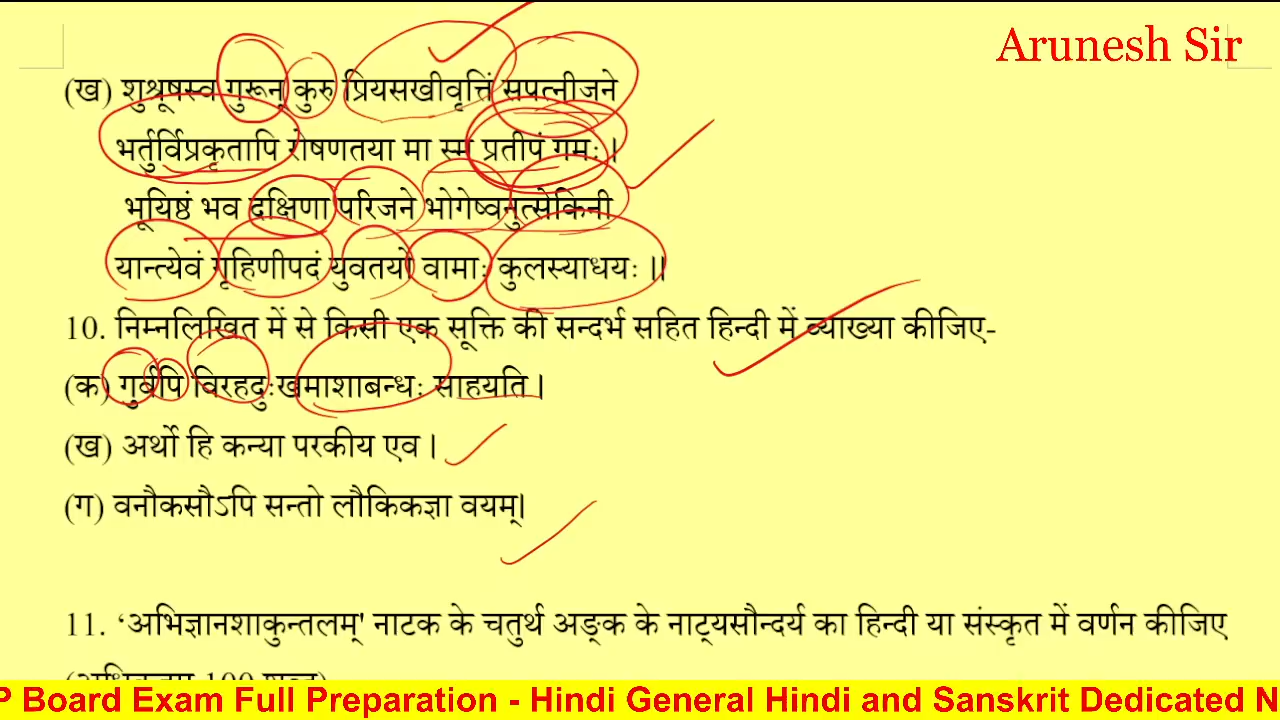 Arunesh Sir
(ख) शुश्रूषस्व गुरून् कुरु प्रियसखीवृत्तिं सपत्नीजने
भर्तुर्विप्रकृतापि रोषणतया मा स्म प्रतीपं गमः ।
भूयिष्ठं भव दक्षिणा परिजने भोगेष्वनुत्सेकिनी
यान्त्येवं गृहिणीपदं युवतयो वामाः कुलस्याधयः ।।
10. निम्नलिखित में से किसी एक सूक्ति की सन्दर्भ सहित हिन्दी में व्याख्या कीजिए-
(क) गुर्वपि विरहदुःखमाशाबन्धः साहयति ।
(ख) अर्थो हि कन्या परकीय एव ।
(ग) वनौकसौऽपि सन्तो लौकिकज्ञा वयम्।
11. ‘अभिज्ञानशाकुन्तलम्' नाटक के चतुर्थ अङ्क के नाट्यसौन्दर्य का हिन्दी या संस्कृत में वर्णन कीजिए
P Board Exam Full Preparation - Hindi General Hindi and Sanskrit Dedicated N